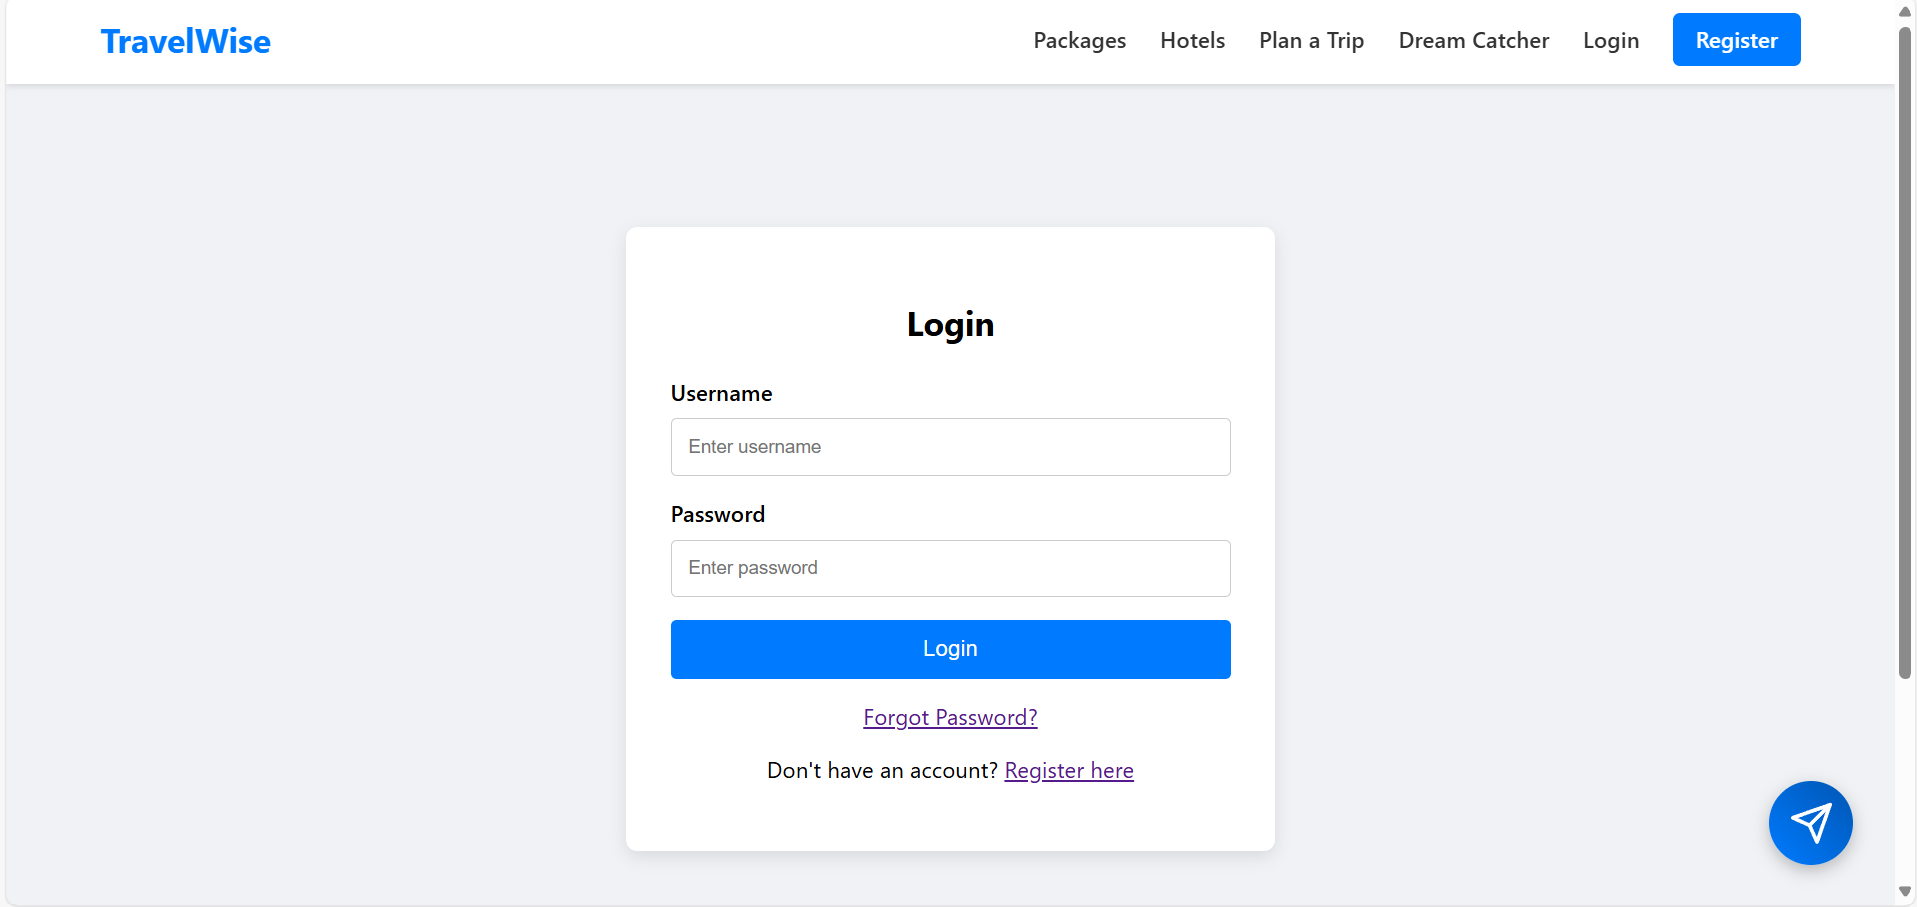 TravelWise Packages Hotels Plan a Trip Dream Catcher Login Register
Login
Username
Enter username
Password
Enter password
Login
Forgot Password?
Don't have an account? Register here